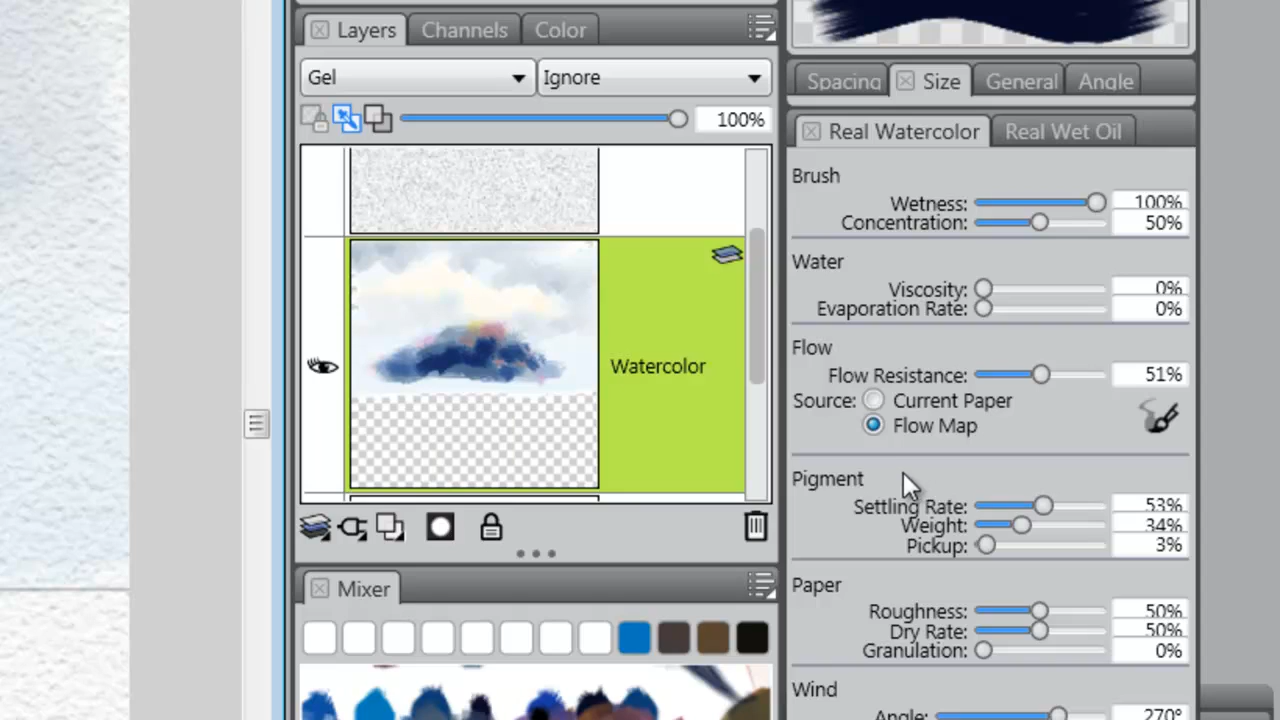 Layers Channels Color
Gel Ignore
100%
Watercolor
Mixer
Spacing Size General Angle
Real Watercolor Real Wet Oil
Brush
Wetness: 100%
Concentration: 50%
Water
Viscosity: 0%
Evaporation Rate: 0%
Flow
Flow Resistance: 51%
Source: Current Paper
Flow Map
Pigment
Settling Rate: 53%
Weight: 34%
Pickup: 3%
Paper
Roughness: 50%
Dry Rate: 50%
Granulation: 0%
Wind
Angle: 270°